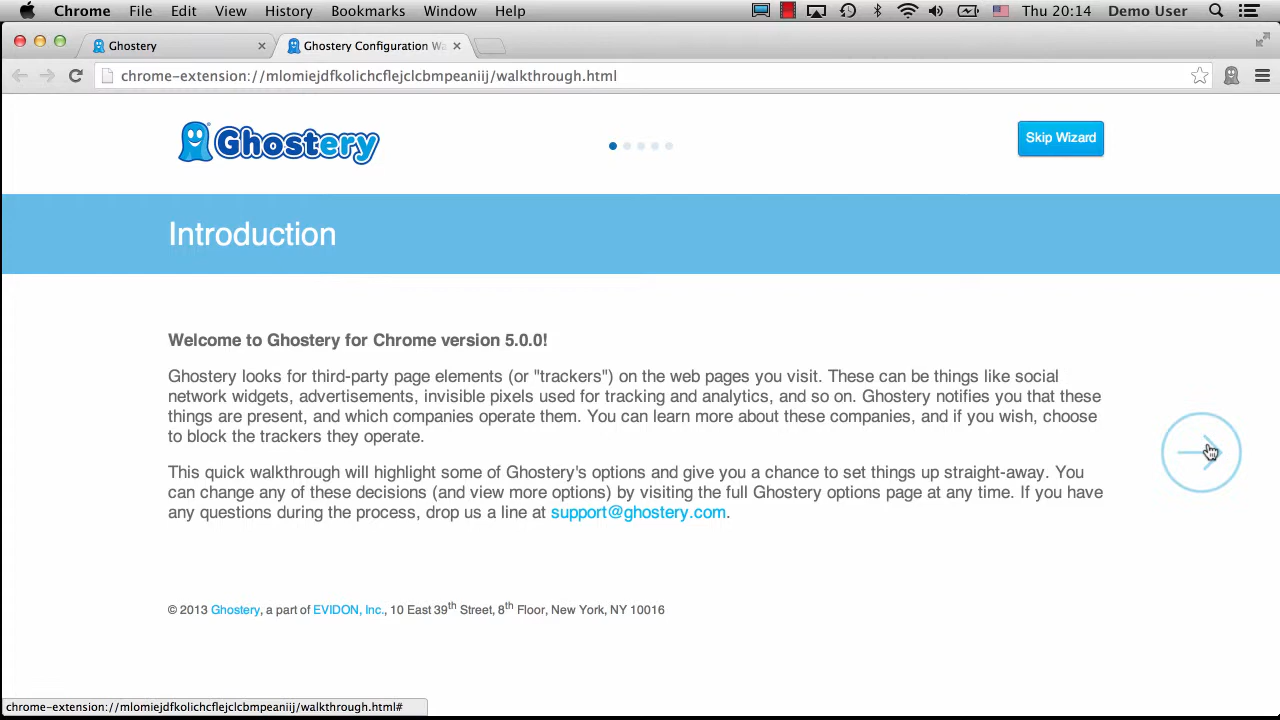 Chrome File Edit View History Bookmarks Window Help Thu 20:14 Demo User
Ghostery
Ghostery Configuration Wa
chrome-extension://mlomiejdfkolichcflejclcbmpeaniij/walkthrough.html
Ghostery
Skip Wizard
Introduction
Welcome to Ghostery for Chrome version 5.0.0!
Ghostery looks for third-party page elements (or "trackers") on the web pages you visit. These can be things like social
network widgets, advertisements, invisible pixels used for tracking and analytics, and so on. Ghostery notifies you that these
things are present, and which companies operate them. You can learn more about these companies, and if you wish, choose
to block the trackers they operate.
This quick walkthrough will highlight some of Ghostery's options and give you a chance to set things up straight-away. You
can change any of these decisions (and view more options) by visiting the full Ghostery options page at any time. If you have
any questions during the process, drop us a line at support@ghostery.com.
© 2013 Ghostery, a part of EVIDON, Inc., 10 East 39th Street, 8th Floor, New York, NY 10016
chrome-extension://mlomiejdfkolichcflejclcbmpeaniij/walkthrough.html#